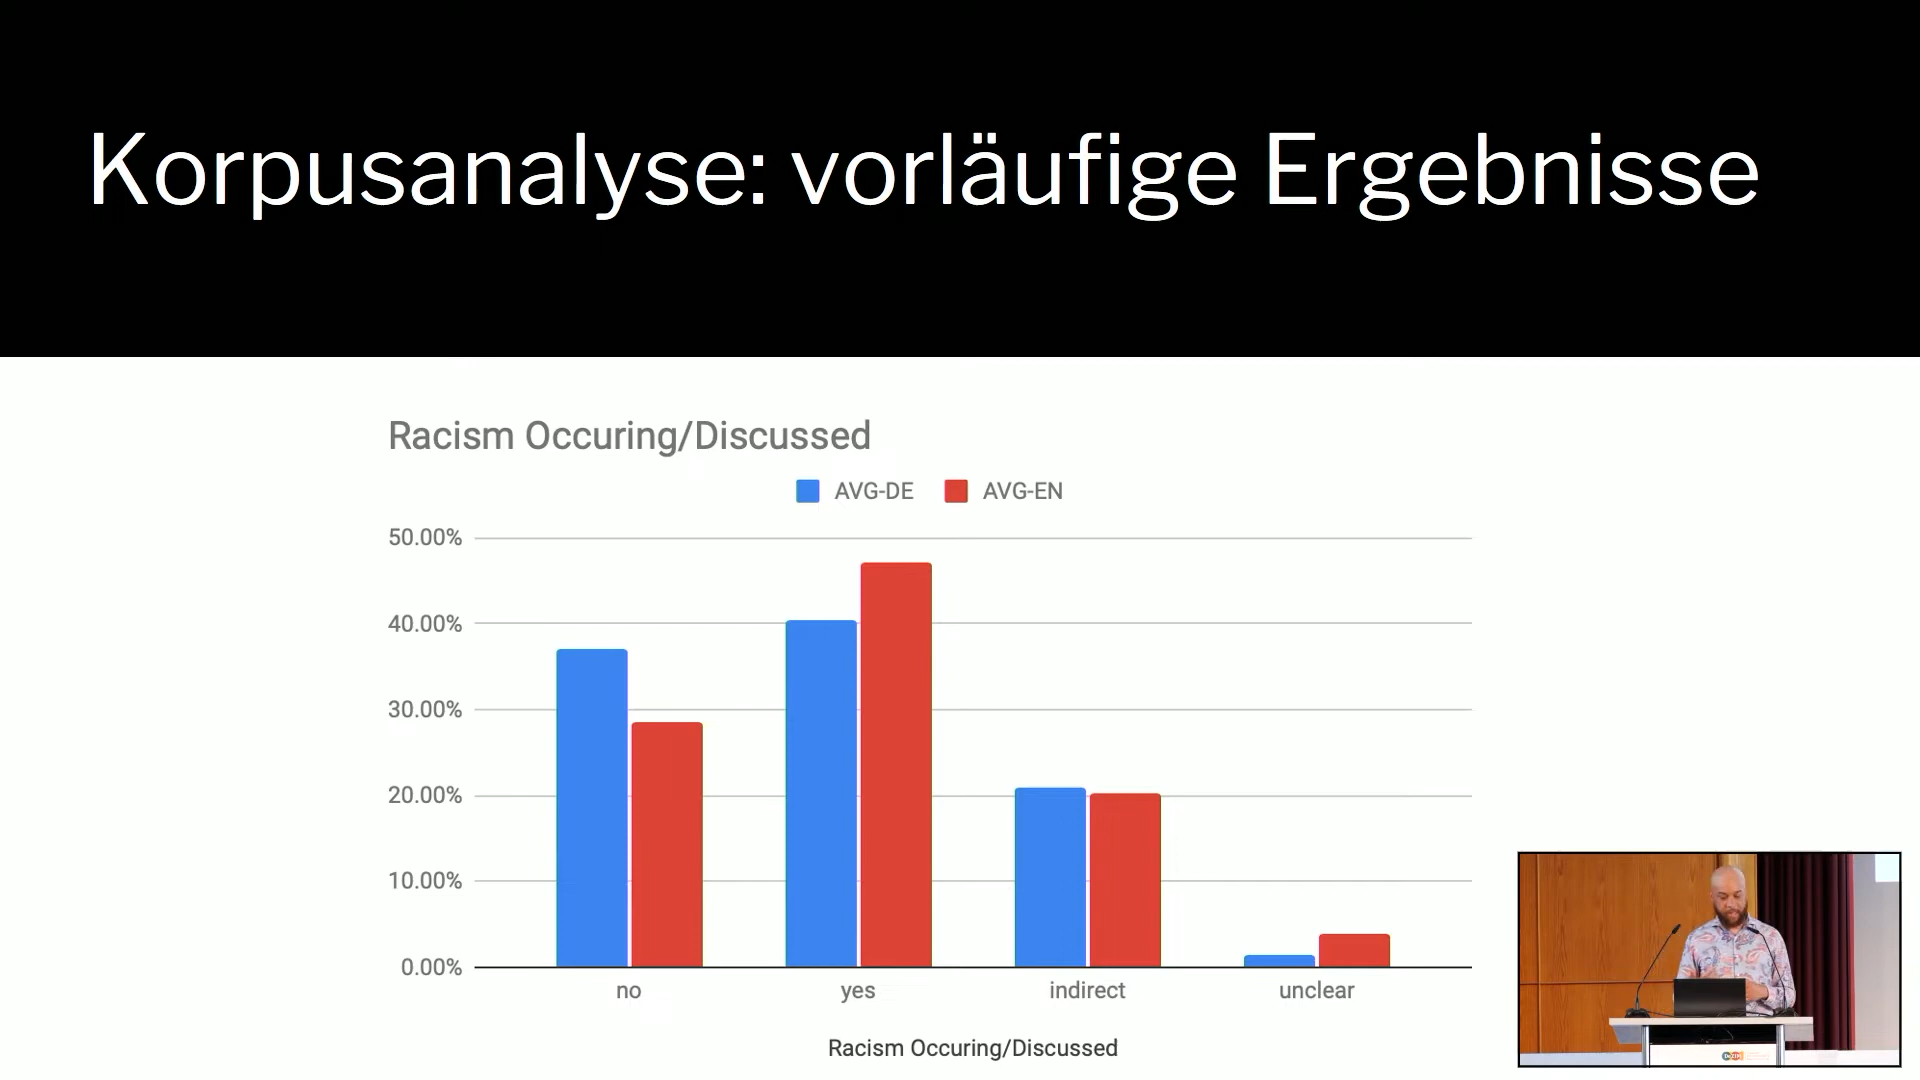 Korpusanalyse: vorläufige Ergebnisse
Racism Occuring/Discussed
AVG-DE AVG-EN
50.00%
40.00%
30.00%
20.00%
10.00%
0.00%
no yes indirect unclear
Racism Occuring/Discussed